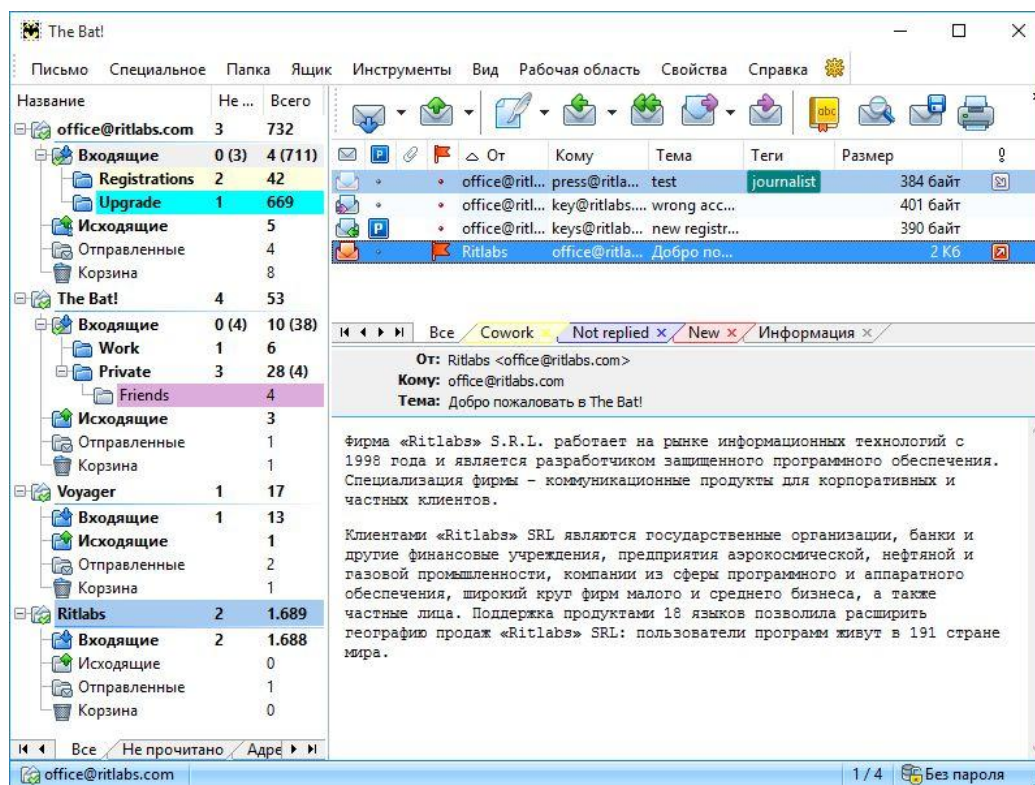 The Bat!
Письмо Специальное Папка Ящик Инструменты Вид Рабочая область Свойства Справка
Название Не ... Всего
office@ritlabs.com 3 732
Входящие 0 (3) 4 (711)
Registrations 2 42
Upgrade 1 669
Исходящие 5
Отправленные 4
Корзина 8
The Bat! 4 53
Входящие 0 (4) 10 (38)
Work 1 6
Private 3 28 (4)
Friends 4
Исходящие 3
Отправленные 1
Корзина 1
Voyager 1 17
Входящие 1 13
Исходящие 1
Отправленные 2
Корзина 1
Ritlabs 2 1.689
Входящие 2 1.688
Исходящие 0
Отправленные 1
Корзина 0
Все Не прочитано Адре
abc
P От Кому Тема Теги Размер
office@ritl... press@ritla... test journalist 384 байт
office@ritl... key@ritlabs.... wrong acc... 401 байт
P office@ritl... keys@ritlab... new registr... 390 байт
Ritlabs office@ritla... Добро по... 2 Кб
Все Cowork Not replied New Информация
От: Ritlabs <office@ritlabs.com>
Кому: office@ritlabs.com
Тема: Добро пожаловать в The Bat!
Фирма «Ritlabs» S.R.L. работает на рынке информационных технологий с
1998 года и является разработчиком защищенного программного обеспечения.
Специализация фирмы – коммуникационные продукты для корпоративных и
частных клиентов.
Клиентами «Ritlabs» SRL являются государственные организации, банки и
другие финансовые учреждения, предприятия аэрокосмической, нефтяной и
газовой промышленности, компании из сферы программного и аппаратного
обеспечения, широкий круг фирм малого и среднего бизнеса, а также
частные лица. Поддержка продуктами 18 языков позволила расширить
географию продаж «Ritlabs» SRL: пользователи программ живут в 191 стране
мира.
office@ritlabs.com 1 / 4 Без пароля